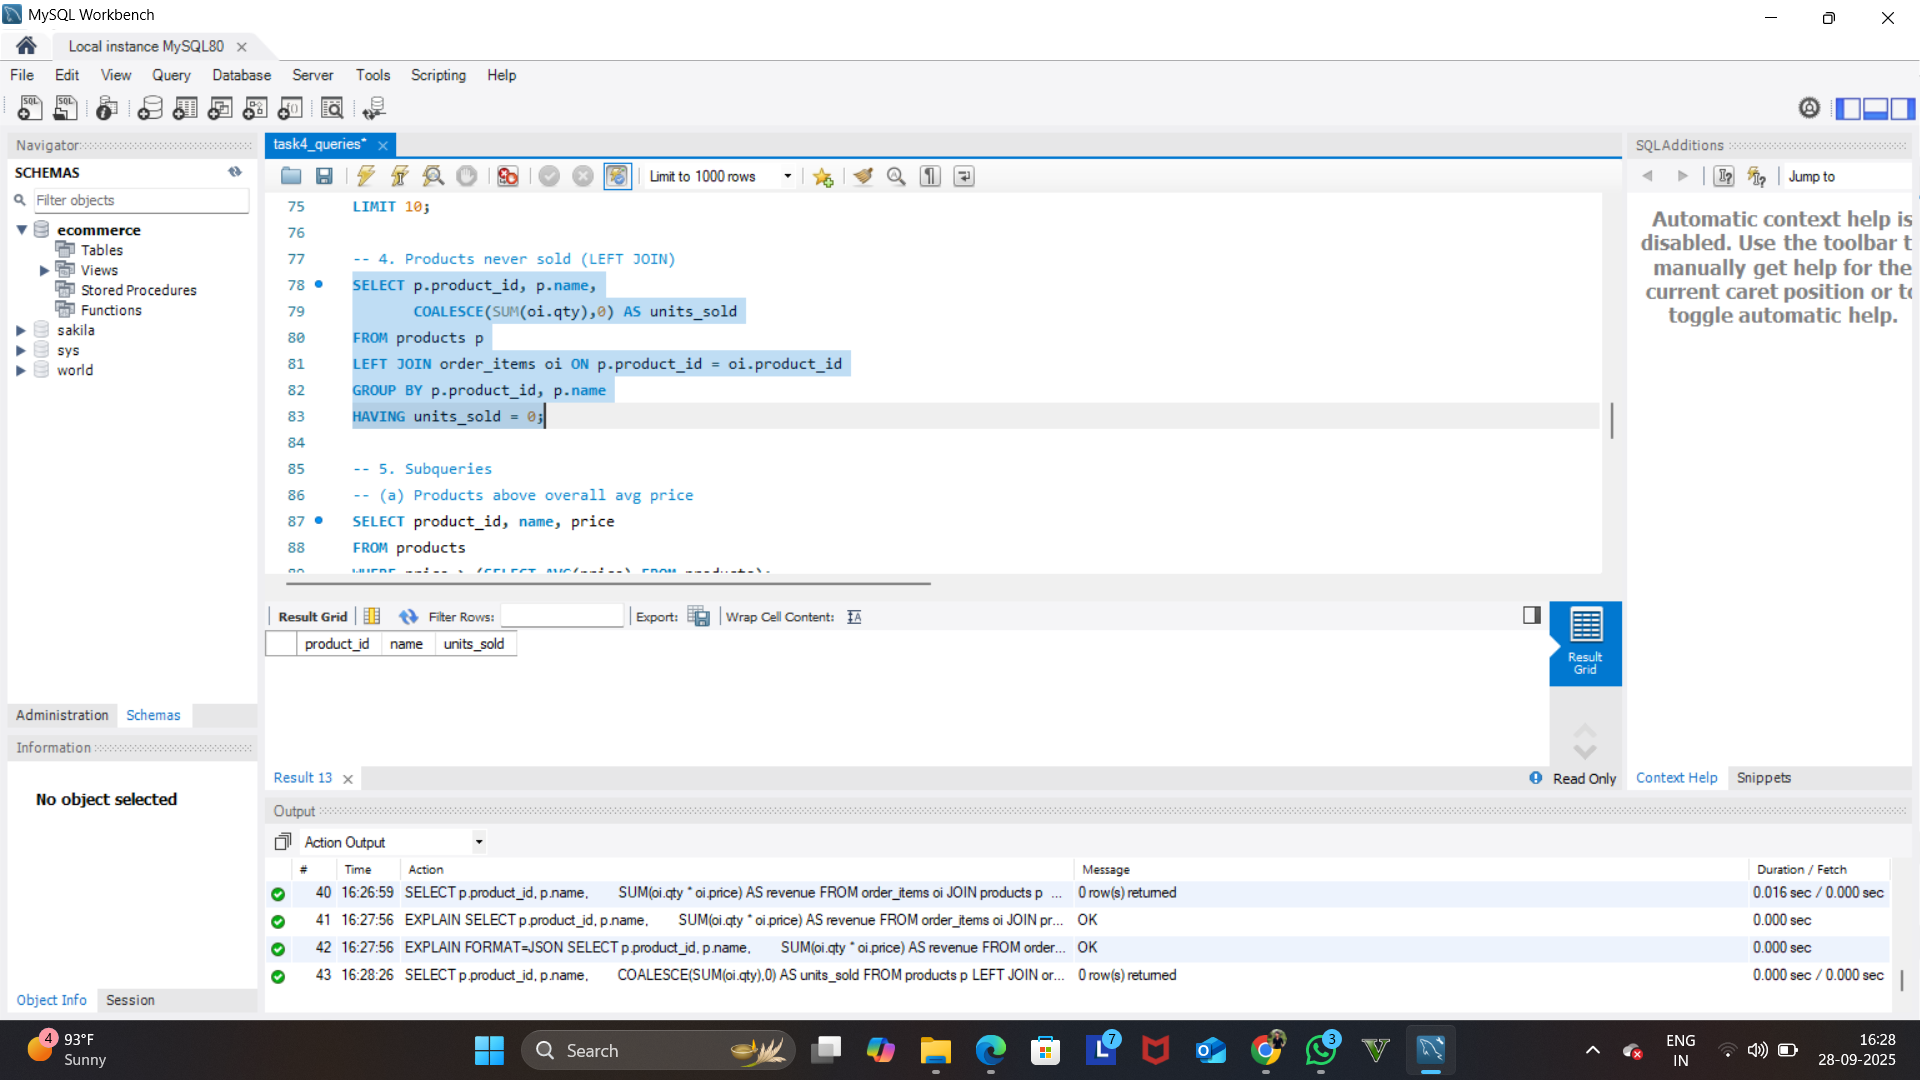 MySQL Workbench
Local instance MySQL80
File Edit View Query Database Server Tools Scripting Help
Navigator
SCHEMAS
Filter objects
ecommerce
Tables
Views
Stored Procedures
Functions
sakila
sys
world
Administration Schemas
Information
No object selected
Object Info Session
task4_queries*
Limit to 1000 rows
75 LIMIT 10;
76
77 -- 4. Products never sold (LEFT JOIN)
78 SELECT p.product_id, p.name,
79 COALESCE(SUM(oi.qty),0) AS units_sold
80 FROM products p
81 LEFT JOIN order_items oi ON p.product_id = oi.product_id
82 GROUP BY p.product_id, p.name
83 HAVING units_sold = 0;
84
85 -- 5. Subqueries
86 -- (a) Products above overall avg price
87 SELECT product_id, name, price
88 FROM products
89 WHERE price > (SELECT AVG(price) FROM products);
Result Grid Filter Rows: Export: Wrap Cell Content:
product_id name units_sold
Result Grid
Result 13
Read Only
SQLAdditions
Jump to
Automatic context help is
disabled. Use the toolbar t
manually get help for the
current caret position or to
toggle automatic help.
Context Help Snippets
Output
Action Output
# Time Action Message Duration / Fetch
40 16:26:59 SELECT p.product_id, p.name, SUM(oi.qty * oi.price) AS revenue FROM order_items oi JOIN products p ... 0 row(s) returned 0.016 sec / 0.000 sec
41 16:27:56 EXPLAIN SELECT p.product_id, p.name, SUM(oi.qty * oi.price) AS revenue FROM order_items oi JOIN pr... OK 0.000 sec
42 16:27:56 EXPLAIN FORMAT=JSON SELECT p.product_id, p.name, SUM(oi.qty * oi.price) AS revenue FROM order... OK 0.000 sec
43 16:28:26 SELECT p.product_id, p.name, COALESCE(SUM(oi.qty),0) AS units_sold FROM products p LEFT JOIN or... 0 row(s) returned 0.000 sec / 0.000 sec
4 93°F
Sunny
Search
7
3
ENG
IN
16:28
28-09-2025